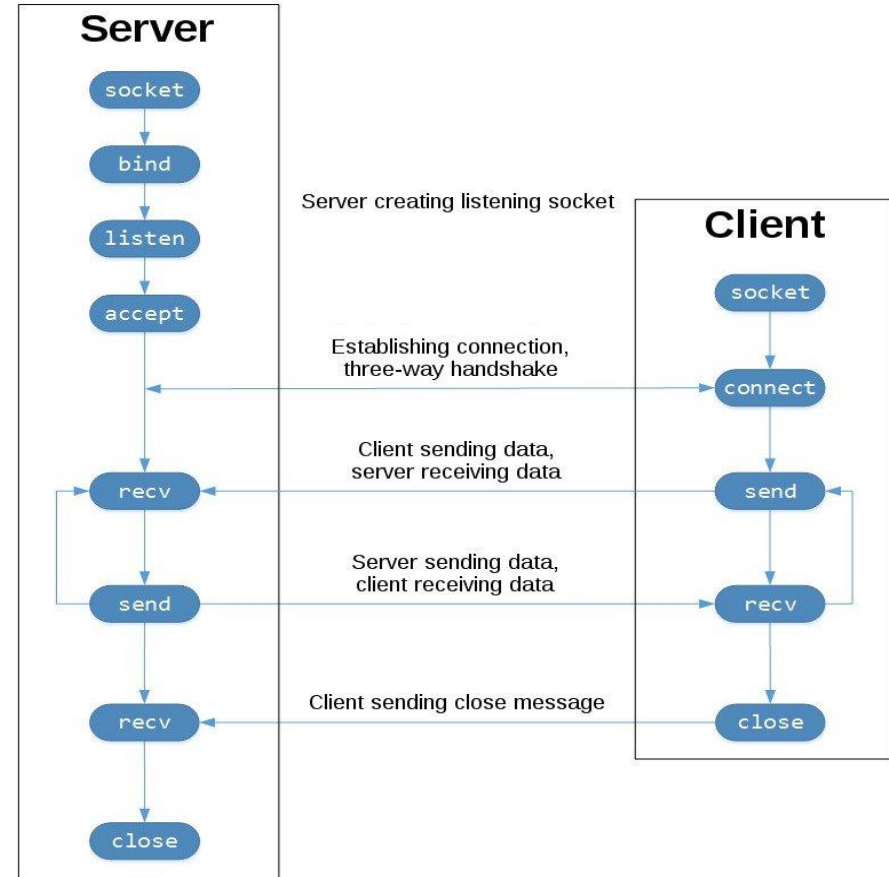 Server
socket
bind
listen
accept
recv
send
recv
close
Server creating listening socket
Establishing connection,
three-way handshake
Client sending data,
server receiving data
Server sending data,
client receiving data
Client sending close message
Client
socket
connect
send
recv
close